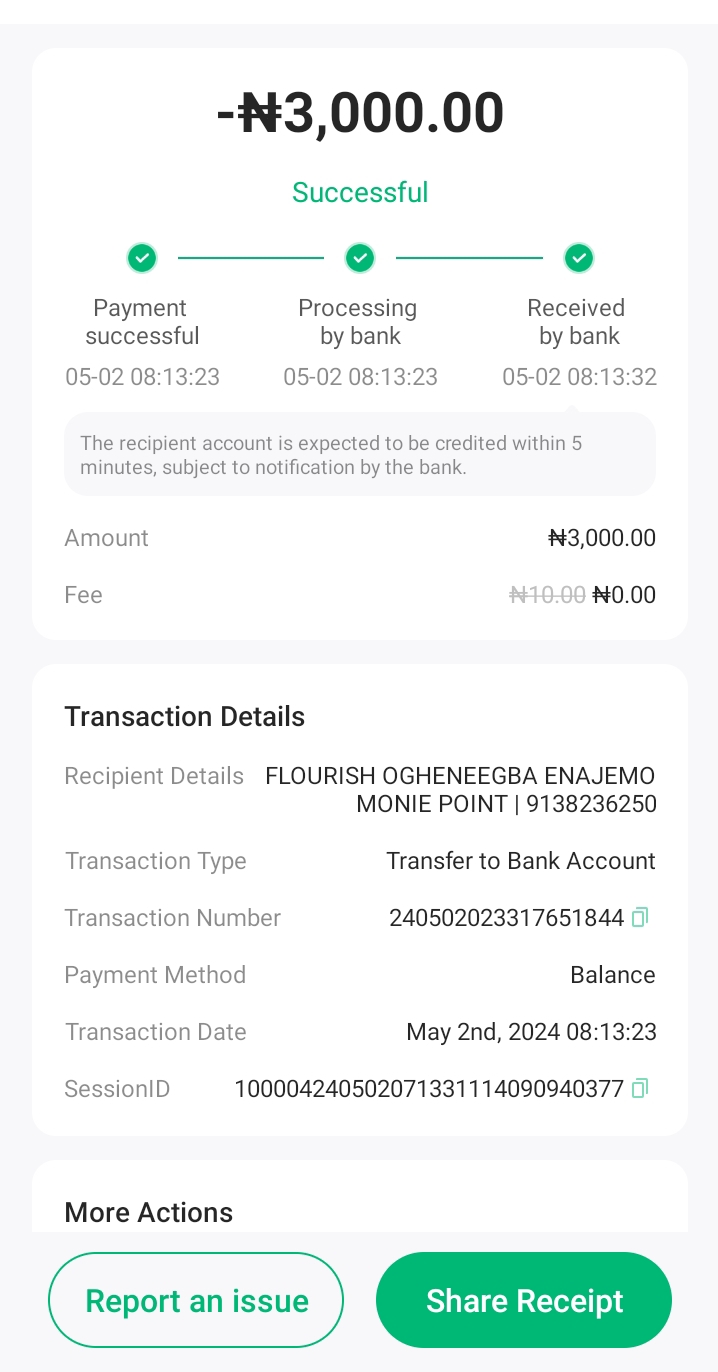 -₦3,000.00
Successful
Payment successful
Processing by bank
Received by bank
05-02 08:13:23
05-02 08:13:23
05-02 08:13:32
The recipient account is expected to be credited within 5
minutes, subject to notification by the bank.
Amount ₦3,000.00
Fee ₦10.00 ₦0.00
Transaction Details
Recipient Details FLOURISH OGHENEEGBA ENAJEMO
MONIE POINT | 9138236250
Transaction Type Transfer to Bank Account
Transaction Number 240502023317651844
Payment Method Balance
Transaction Date May 2nd, 2024 08:13:23
SessionID 100004240502071331114090940377
More Actions
Report an issue Share Receipt